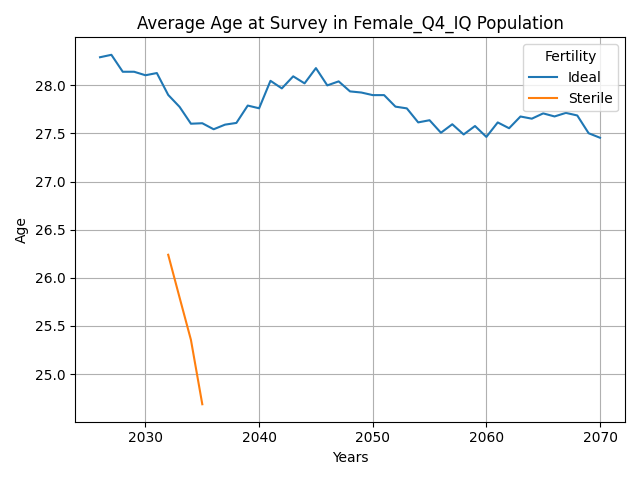 Average Age at Survey in Female_Q4_IQ Population
Fertility
Ideal
Sterile
28.0
27.5
27.0
26.5
26.0
25.5
25.0
Age
2030 2040 2050 2060 2070
Years